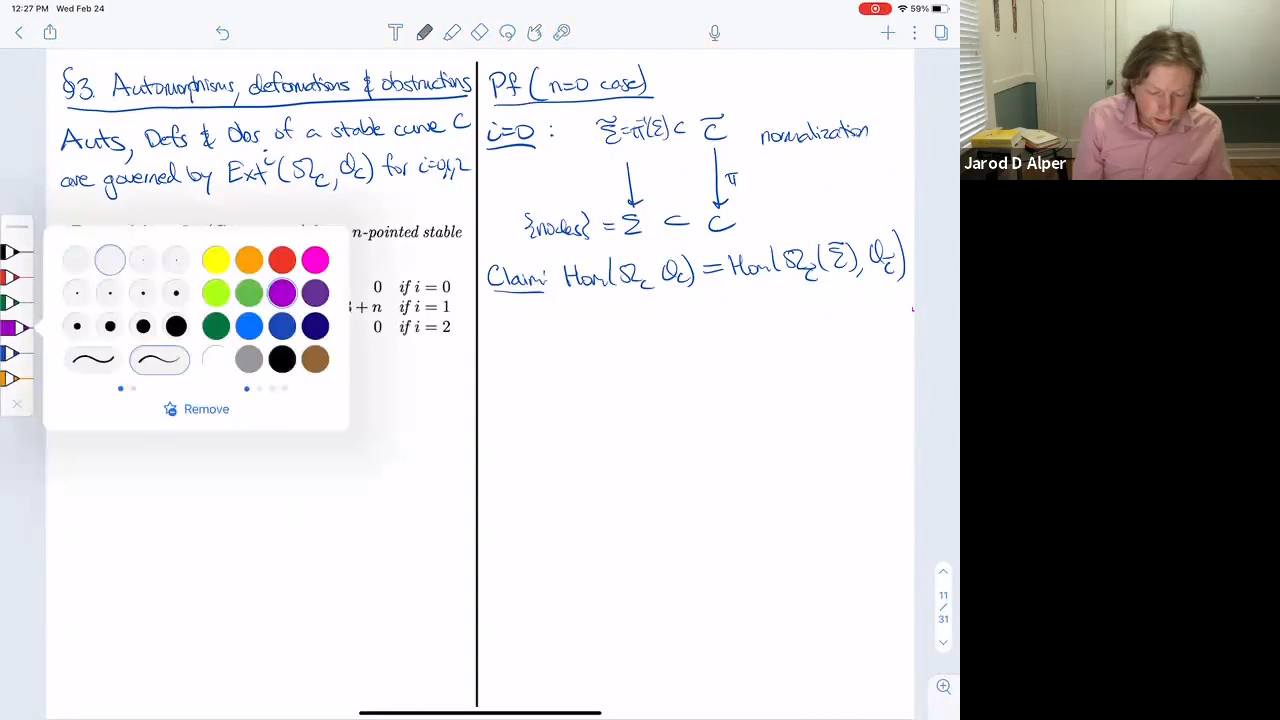 12:27 PM Wed Feb 24
59%
§3. Automorphisms, deformations & obstructions
Auts, Defs & Obs of a stable curve C
are governed by Extⁱ(Ω_C, O_C) for i=0,1,2
n-pointed stable
0 if i = 0
+ n if i = 1
0 if i = 2
Remove
Pf (n=0 case)
i=0 : Σ̃=π⁻¹(Σ) ⊂ C̃ normalization
π
{nodes} = Σ ⊂ C
Claim: Hom(Ω_C, O_C) = Hom(Ω_C̃(Σ̃), O_C̃)
11
/
31
Jarod D Alper